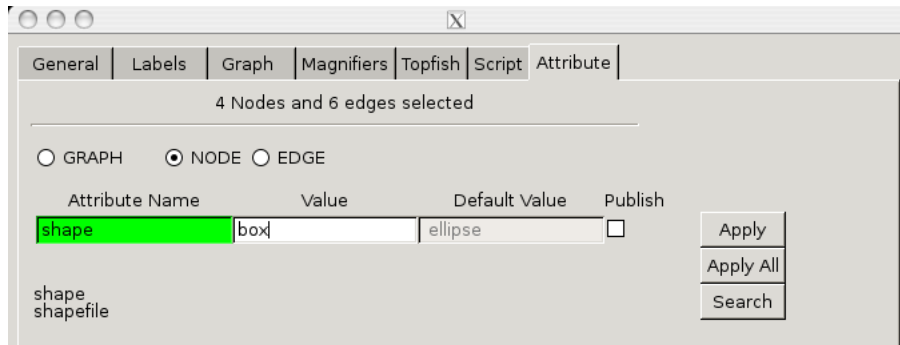 X
General Labels Graph Magnifiers Topfish Script Attribute
4 Nodes and 6 edges selected
GRAPH NODE EDGE
Attribute Name Value Default Value Publish
shape box ellipse Apply
Apply All
shape Search
shapefile